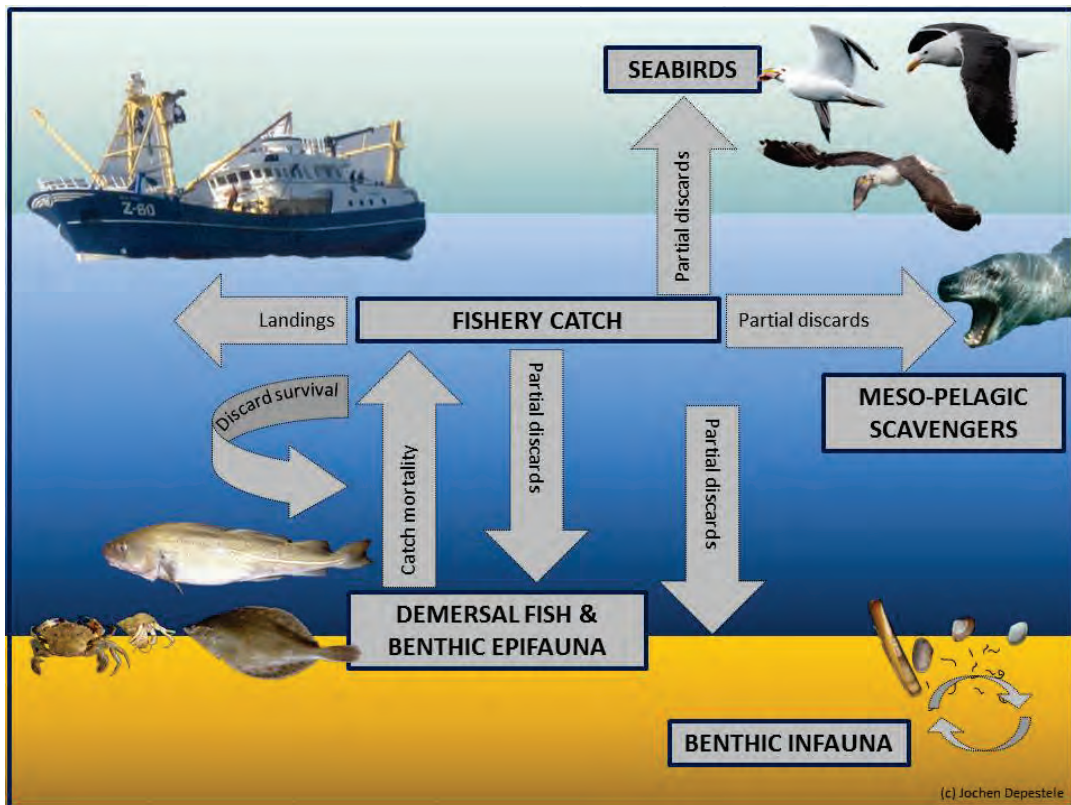 SEABIRDS
Z-60
Partial discards
Landings
FISHERY CATCH
Partial discards
Discard survival
Catch mortality
Partial discards
Partial discards
MESO-PELAGIC
SCAVENGERS
DEMERSAL FISH &
BENTHIC EPIFAUNA
BENTHIC INFAUNA
(c) Jochen Depestele